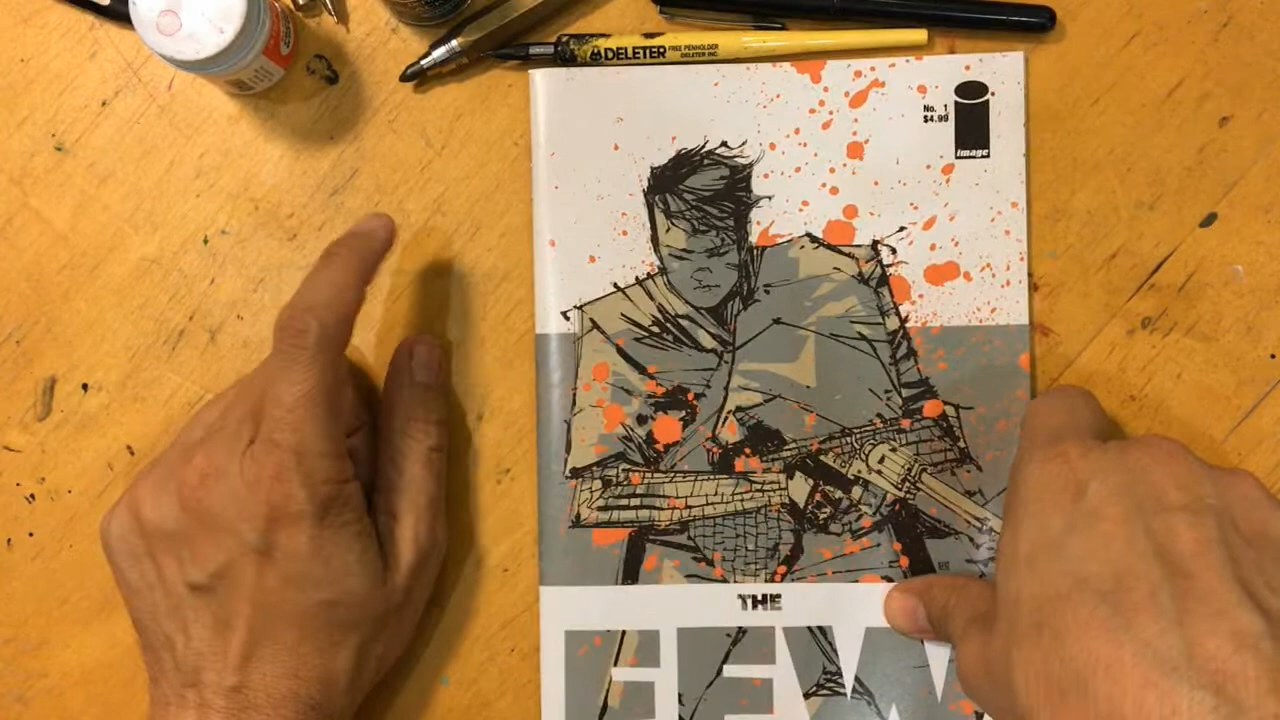 DELETER FREE PENHOLDER
DELETER INC.
No. 1
$4.99
image
THE
FEW